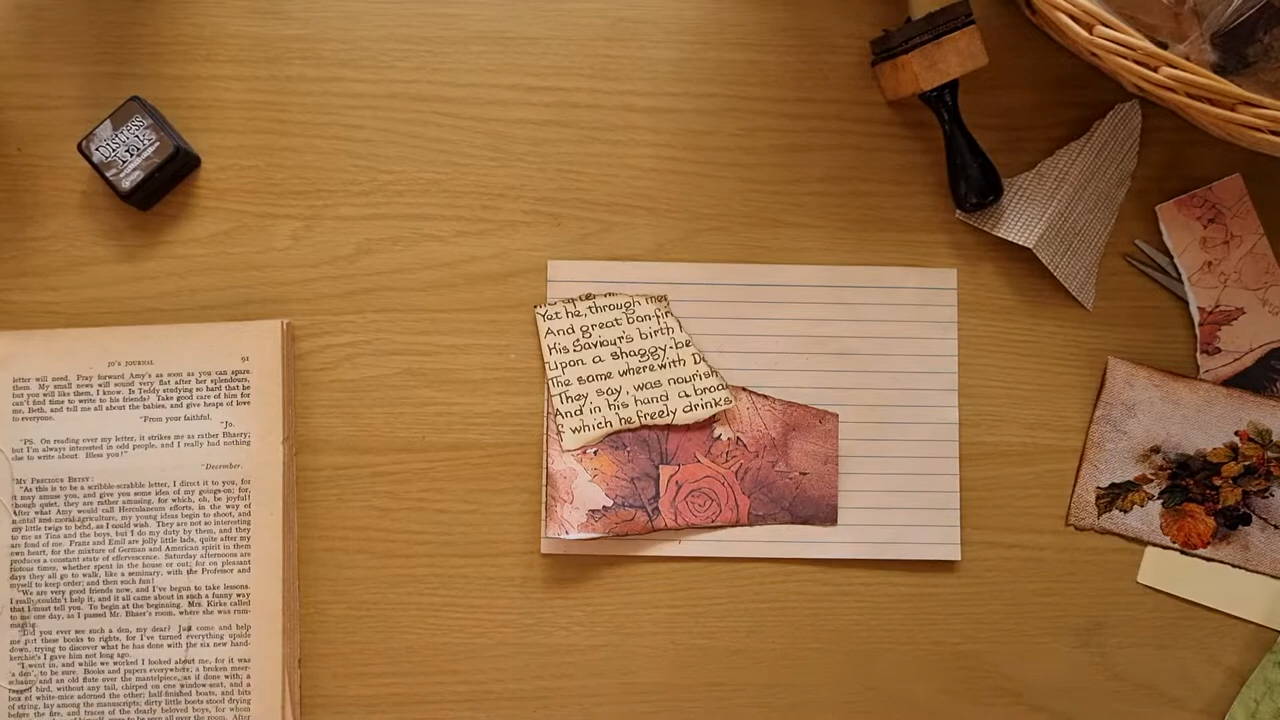 Distress
Ink
Yet he, through me
And great bon-fir
His Saviour's birth
Upon a shaggy be
The same wherewith D
They say, was nourish
And in his hand a broa
f which he freely drinks
JO'S JOURNAL 91
letter will need. Pray forward Amy's as soon as you can spare
them. My small news will sound very flat after her splendours,
but you will like them, I know. Is Teddy studying so hard that he
can't find time to write to his friends? Take good care of him for
me, Beth, and tell me all about the babies, and give heaps of love
to everyone. "From your faithful,
"Jo.
"PS. On reading over my letter, it strikes me as rather Bhaery;
but I'm always interested in odd people, and I really had nothing
else to write about. Bless you!"
"December.
"MY PRECIOUS BETSY:
"As this is to be a scribble-scrabble letter, I direct it to you, for
it may amuse you, and give you some idea of my goings-on; for,
though quiet, they are rather amusing, for which, oh, be joyful!
After what Amy would call Herculaneum efforts, in the way of
mental and moral agriculture, my young ideas begin to shoot, and
my little twigs to bend, as I could wish. They are not so interesting
to me as Tina and the boys, but I do my duty by them, and they
are fond of me. Franz and Emil are jolly little lads, quite after my
own heart, for the mixture of German and American spirit in them
produces a constant state of effervescence. Saturday afternoons are
riotous times, whether spent in the house or out; for on pleasant
days they all go to walk, like a seminary, with the Professor and
myself to keep order; and then such fun!
"We are very good friends now, and I've begun to take lessons.
I really couldn't help it, and it all came about in such a funny way
that I must tell you. To begin at the beginning. Mrs. Kirke called
to me one day, as I passed Mr. Bhaer's room, where she was rum-
maging.
"Did you ever see such a den, my dear? Just come and help
me put these books to rights, for I've turned everything upside
down, trying to discover what he has done with the six new hand-
kerchiefs I gave him not long ago.
"I went in, and while we worked I looked about me, for it was
'a den', to be sure. Books and papers everywhere; a broken meer-
schaum and an old flute over the mantelpiece, as if done with; a
ragged bird, without any tail, chirped on one window-seat, and a
box of white-mice adorned the other; half-finished boats, and bits
of string, lay among the manuscripts; dirty little boots stood drying
before the fire, and traces of the dearly beloved boys, for whom